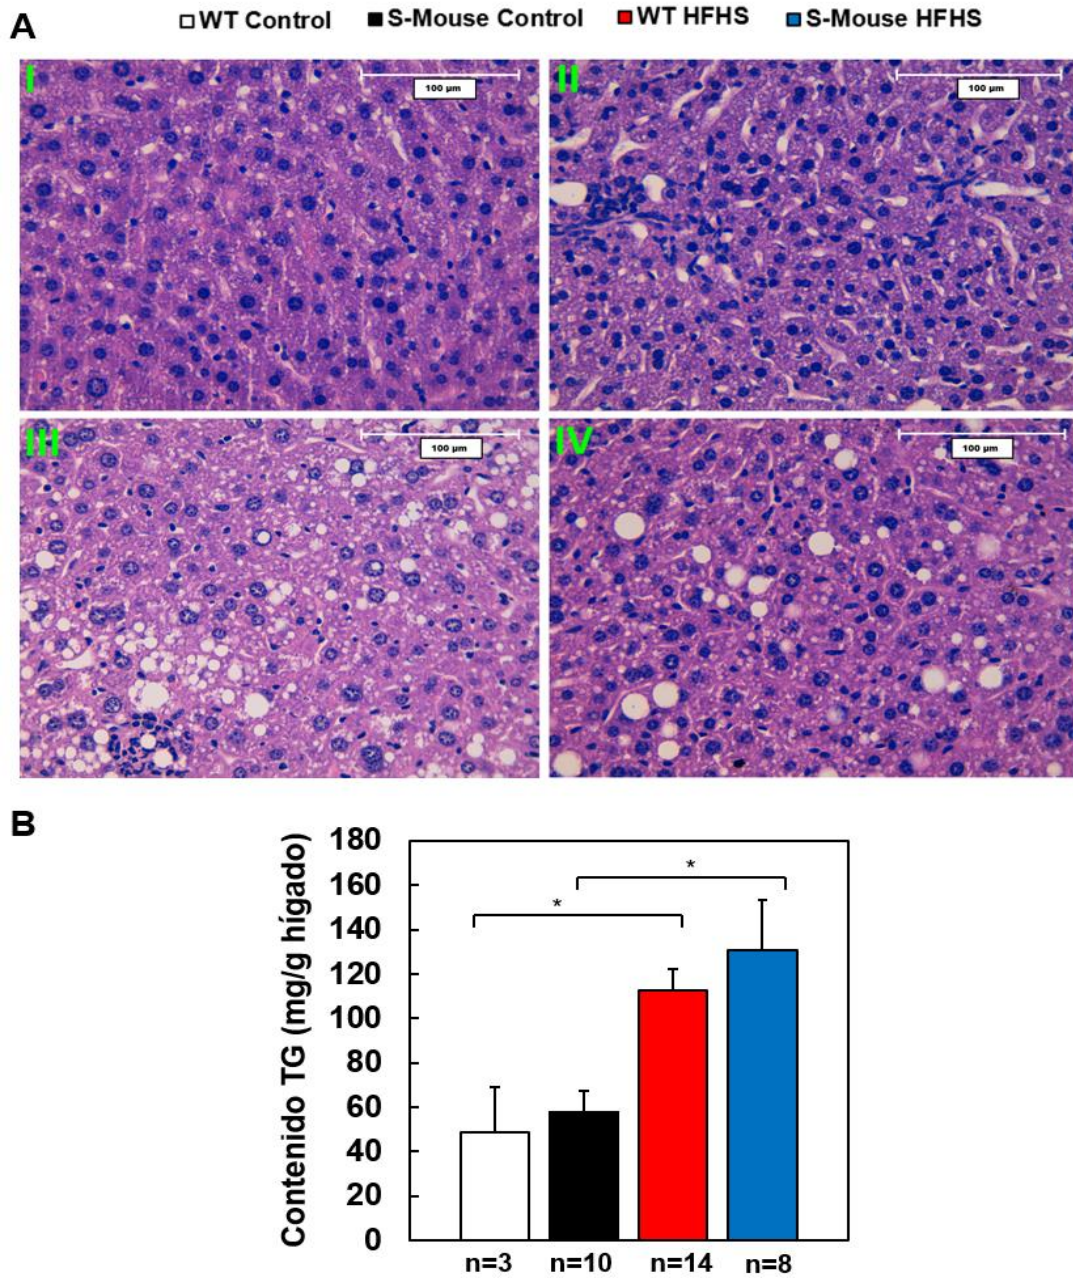 A
WT Control S-Mouse Control WT HFHS S-Mouse HFHS
I
100 µm
II
100 µm
III
100 µm
IV
100 µm
B
Contenido TG (mg/g hígado)
180
160
140
120
100
80
60
40
20
0
*
*
n=3 n=10 n=14 n=8